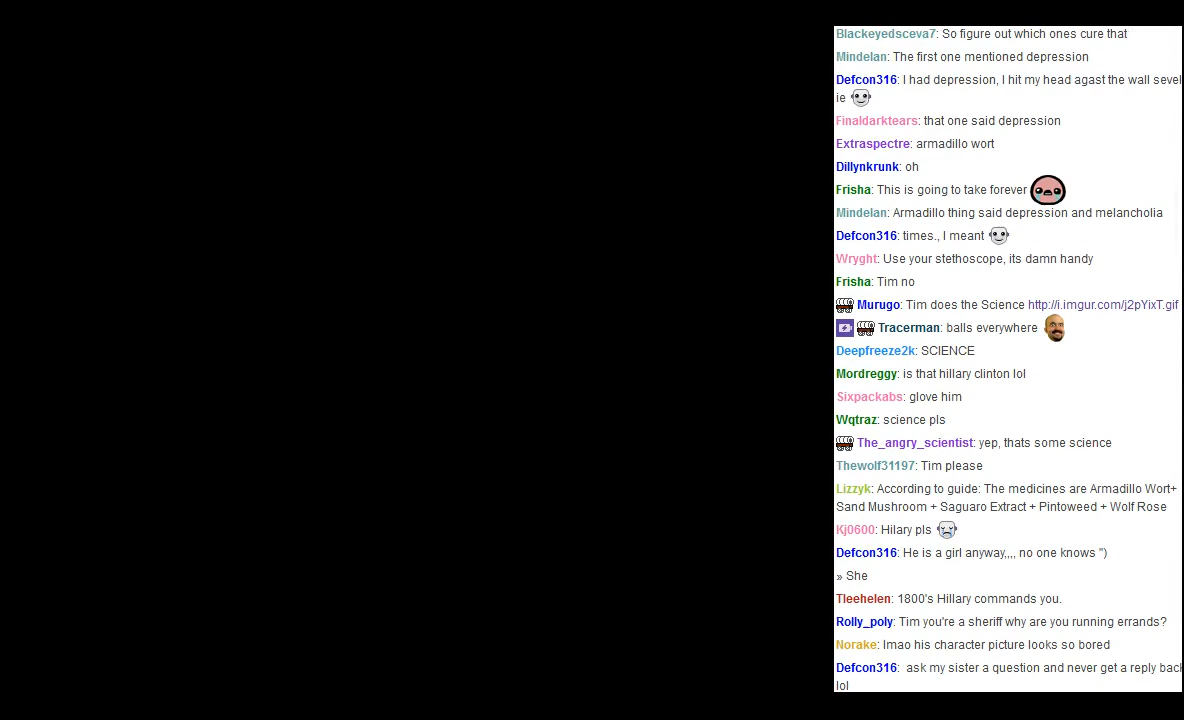 Blackeyedsceva7: So figure out which ones cure that
Mindelan: The first one mentioned depression
Defcon316: I had depression, I hit my head agast the wall sevel
ie
Finaldarktears: that one said depression
Extraspectre: armadillo wort
Dillynkrunk: oh
Frisha: This is going to take forever
Mindelan: Armadillo thing said depression and melancholia
Defcon316: times., I meant
Wryght: Use your stethoscope, its damn handy
Frisha: Tim no
Murugo: Tim does the Science http://i.imgur.com/j2pYixT.gif
Tracerman: balls everywhere
Deepfreeze2k: SCIENCE
Mordreggy: is that hillary clinton lol
Sixpackabs: glove him
Wqtraz: science pls
The_angry_scientist: yep, thats some science
Thewolf31197: Tim please
Lizzyk: According to guide: The medicines are Armadillo Wort+
Sand Mushroom + Saguaro Extract + Pintoweed + Wolf Rose
Kj0600: Hilary pls
Defcon316: He is a girl anyway,,,, no one knows ")
» She
Tleehelen: 1800's Hillary commands you.
Rolly_poly: Tim you're a sheriff why are you running errands?
Norake: lmao his character picture looks so bored
Defcon316: ask my sister a question and never get a reply back
lol